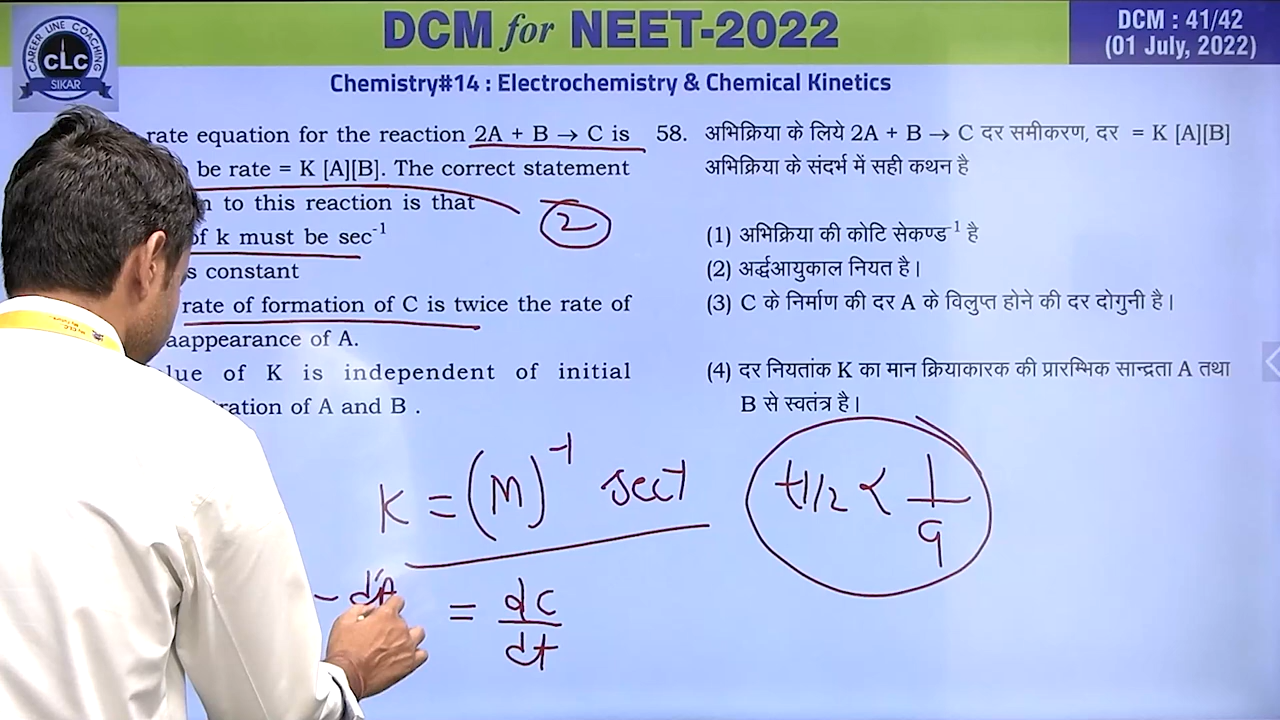 CAREER LINE COACHING
CLC
SIKAR
DCM for NEET-2022
DCM : 41/42
(01 July, 2022)
Chemistry#14 : Electrochemistry & Chemical Kinetics
rate equation for the reaction 2A + B → C is
be rate = K [A][B]. The correct statement
to this reaction is that
of k must be sec⁻¹
constant
rate of formation of C is twice the rate of
aappearance of A.
of K is independent of initial
of A and B .
2
58. अभिक्रिया के लिये 2A + B → C दर समीकरण, दर = K [A][B]
अभिक्रिया के संदर्भ में सही कथन है
(1) अभिक्रिया की कोटि सेकण्ड⁻¹ है
(2) अर्द्धआयुकाल नियत है।
(3) C के निर्माण की दर A के विलुप्त होने की दर दोगुनी है।
(4) दर नियतांक K का मान क्रियाकारक की प्रारम्भिक सान्द्रता A तथा
B से स्वतंत्र है।
K = (M)⁻¹ sec⁻¹
t1/2 ∝ 1/a
- dA = dC/dt